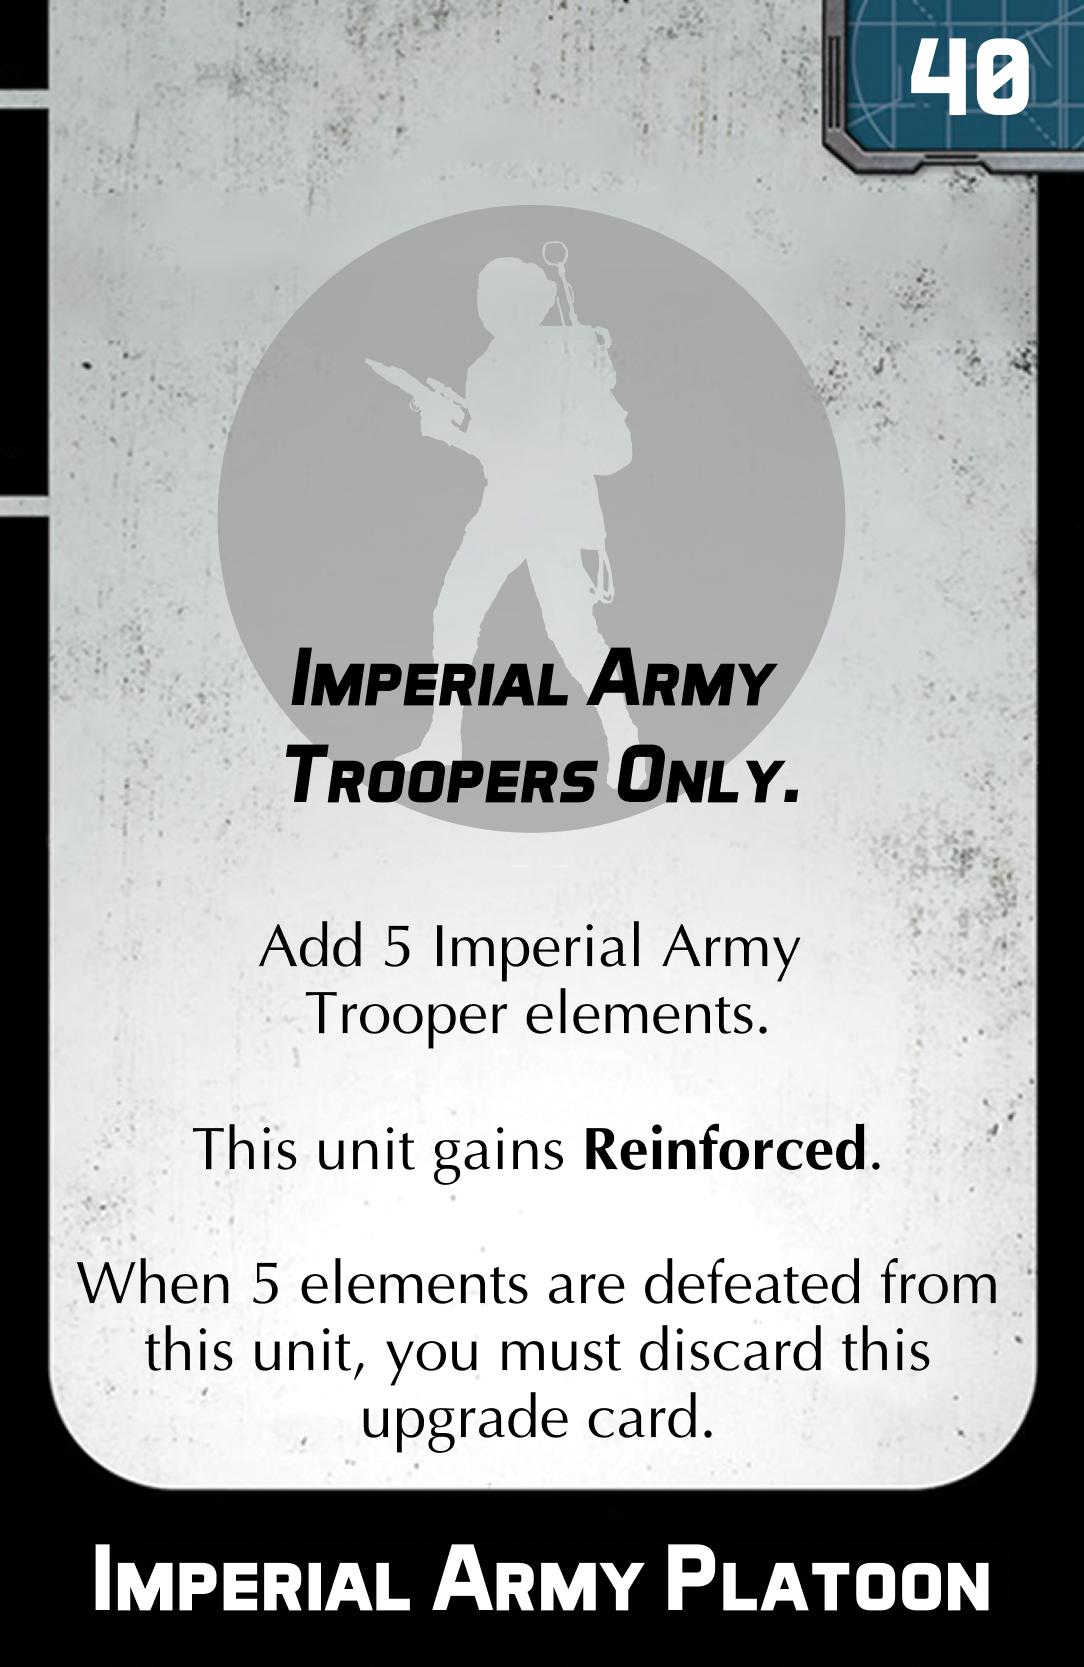 40
Imperial Army
Troopers Only.
Add 5 Imperial Army
Trooper elements.
This unit gains Reinforced.
When 5 elements are defeated from
this unit, you must discard this
upgrade card.
Imperial Army Platoon